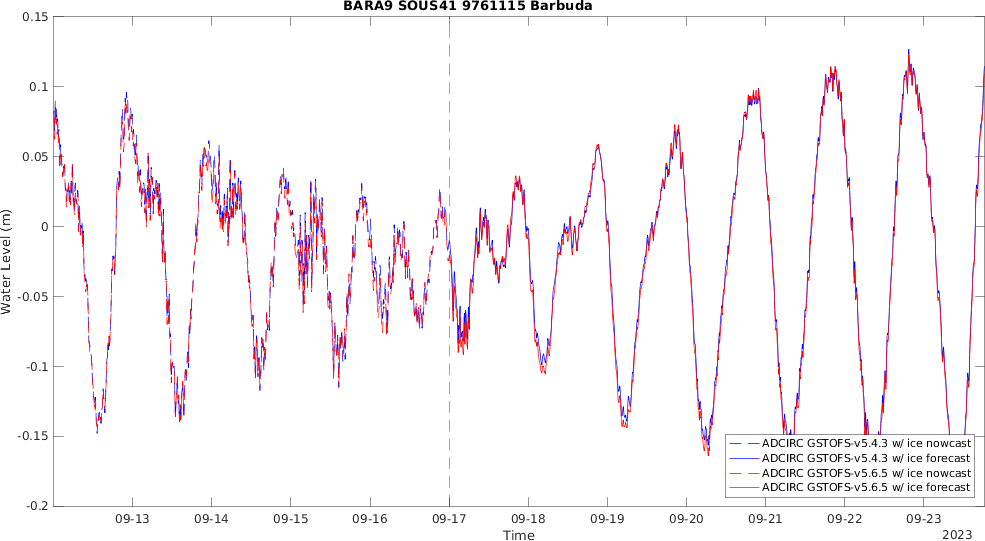 BARA9 SOUS41 9761115 Barbuda
0.15
0.1
0.05
0
-0.05
-0.1
-0.15
-0.2
Water Level (m)
ADCIRC GSTOFS-v5.4.3 w/ ice nowcast
ADCIRC GSTOFS-v5.4.3 w/ ice forecast
ADCIRC GSTOFS-v5.6.5 w/ ice nowcast
ADCIRC GSTOFS-v5.6.5 w/ ice forecast
09-13 09-14 09-15 09-16 09-17 09-18 09-19 09-20 09-21 09-22 09-23
Time
2023